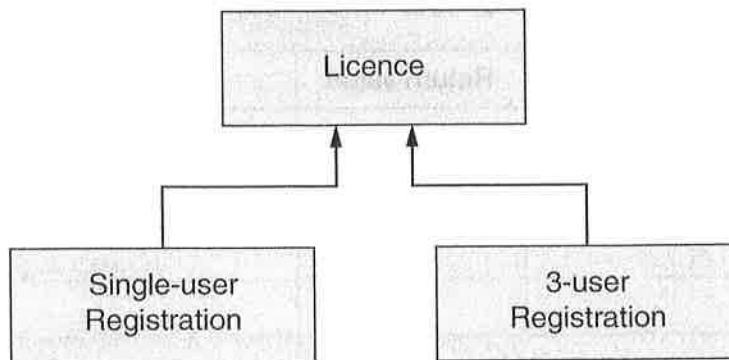 Licence
Single-user
Registration
3-user
Registration